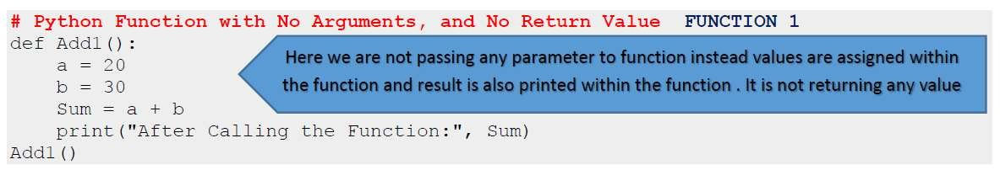 # Python Function with No Arguments, and No Return Value  FUNCTION 1
def Add1():
    a = 20
    b = 30
    Sum = a + b
    print("After Calling the Function:", Sum)
Add1()
Here we are not passing any parameter to function instead values are assigned within
the function and result is also printed within the function . It is not returning any value